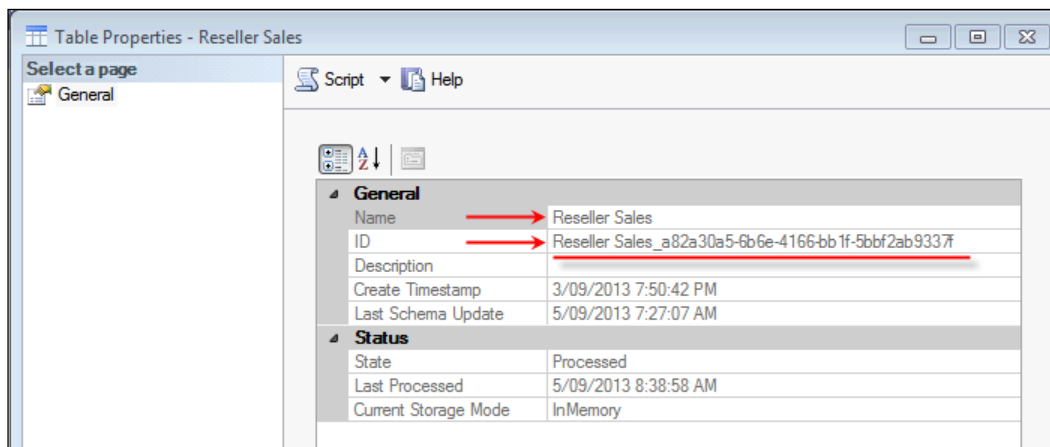 Table Properties - Reseller Sales
Select a page
General
Script Help
General
Name Reseller Sales
ID Reseller Sales_a82a30a5-6b6e-4166-bb1f-5bbf2ab9337f
Description
Create Timestamp 3/09/2013 7:50:42 PM
Last Schema Update 5/09/2013 7:27:07 AM
Status
State Processed
Last Processed 5/09/2013 8:38:58 AM
Current Storage Mode InMemory